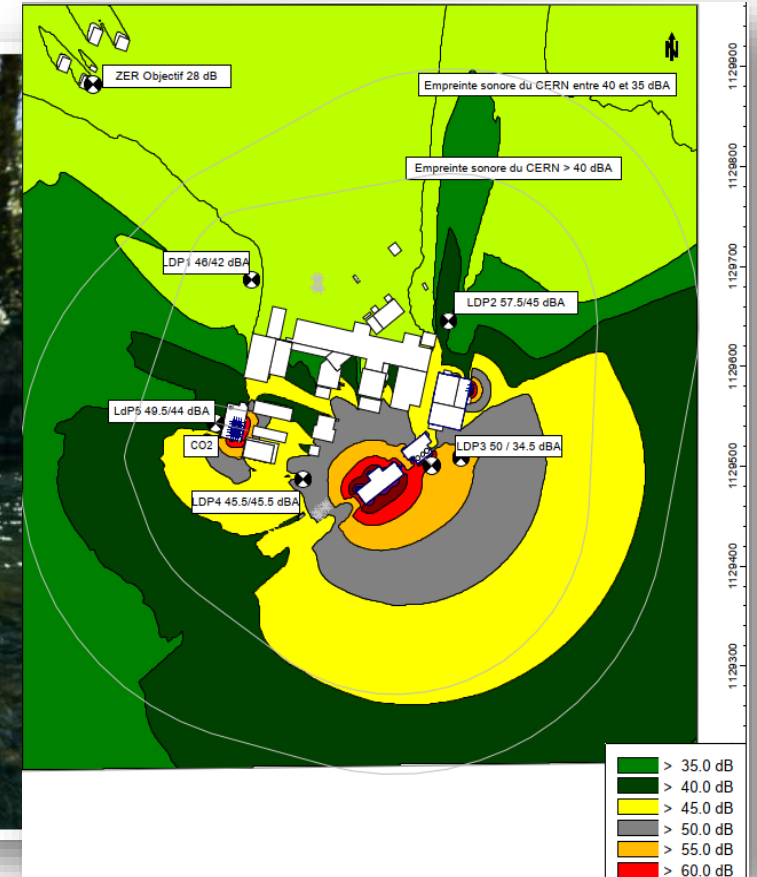 N
ZER Objectif 28 dB
Empreinte sonore du CERN entre 40 et 35 dBA
Empreinte sonore du CERN > 40 dBA
LDP1 46/42 dBA
LDP2 57.5/45 dBA
LdP5 49.5/44 dBA
CO2
LDP3 50 / 34.5 dBA
LDP4 45.5/45.5 dBA
1129900
1129800
1129700
1129600
1129500
1129400
1129300
> 35.0 dB
> 40.0 dB
> 45.0 dB
> 50.0 dB
> 55.0 dB
> 60.0 dB